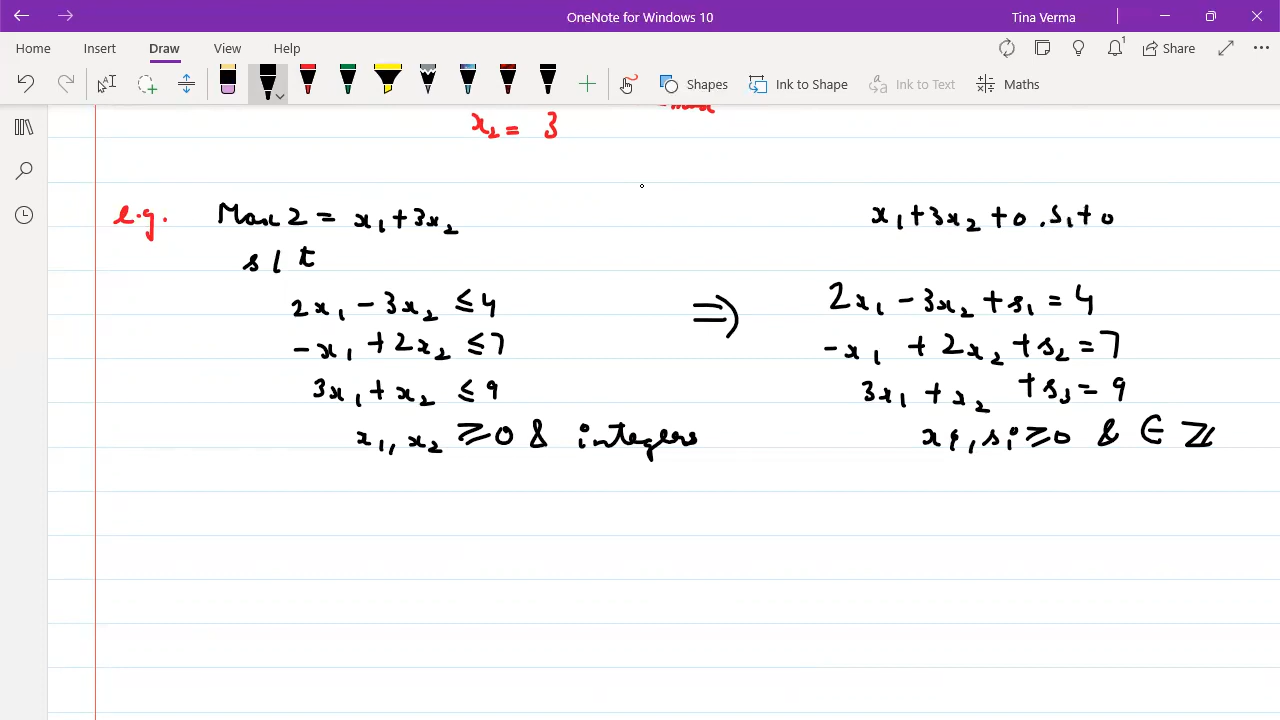 OneNote for Windows 10
Tina Verma
Home Insert Draw View Help
1
Share
Shapes
Ink to Shape
Ink to Text
Maths
x₂ = 3
e.g. Max Z = x₁ + 3x₂
s/t
2x₁ - 3x₂ ≤ 4
-x₁ + 2x₂ ≤ 7
3x₁ + x₂ ≤ 9
x₁, x₂ ≥ 0 & integers
⇒
x₁ + 3x₂ + 0.s₁ + 0
2x₁ - 3x₂ + s₁ = 4
-x₁ + 2x₂ + s₂ = 7
3x₁ + x₂ + s₃ = 9
xᵢ, sᵢ ≥ 0 & ∈ ℤ